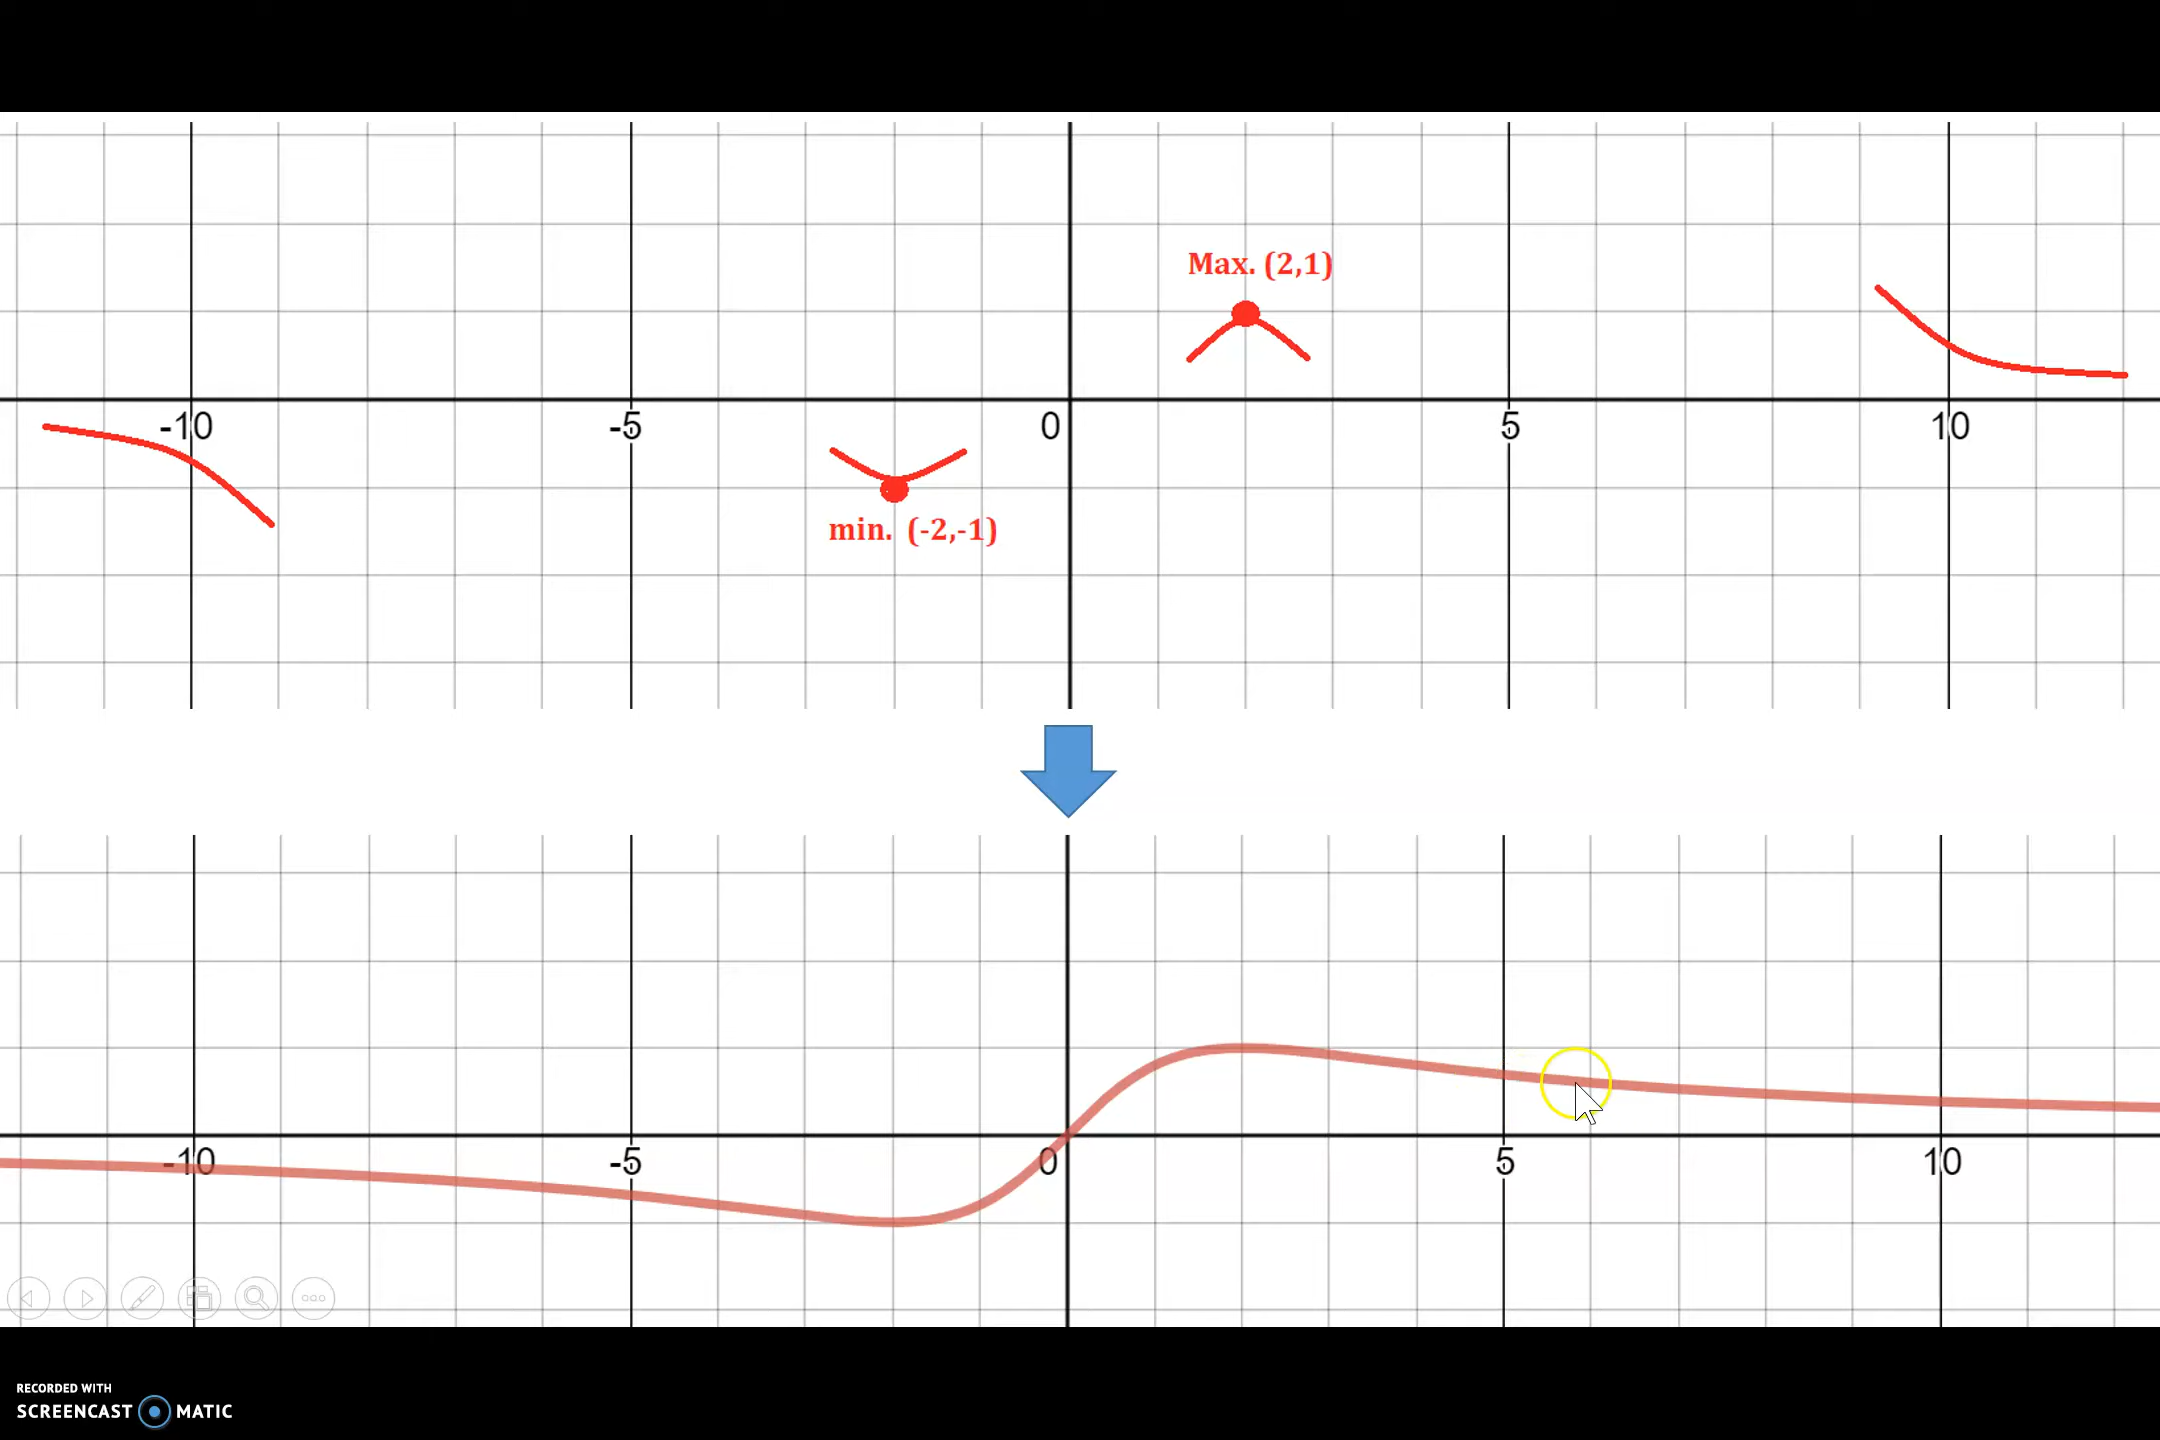 Max. (2,1)
-10 -5 0 5 10
min. (-2,-1)
-10 -5 0 5 10
RECORDED WITH
SCREENCAST MATIC